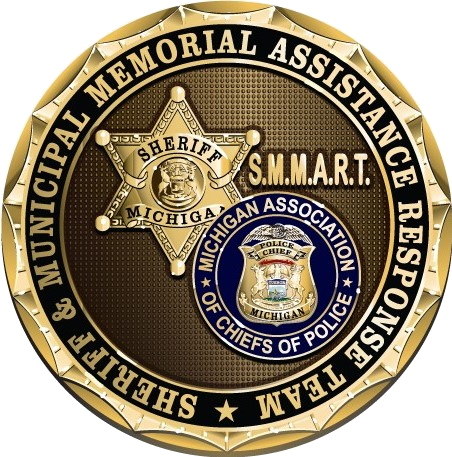 SHERIFF & MUNICIPAL MEMORIAL ASSISTANCE RESPONSE TEAM
SHERIFF
MICHIGAN
S.M.M.A.R.T.
MICHIGAN ASSOCIATION
OF CHIEFS OF POLICE
POLICE
CHIEF
MICHIGAN